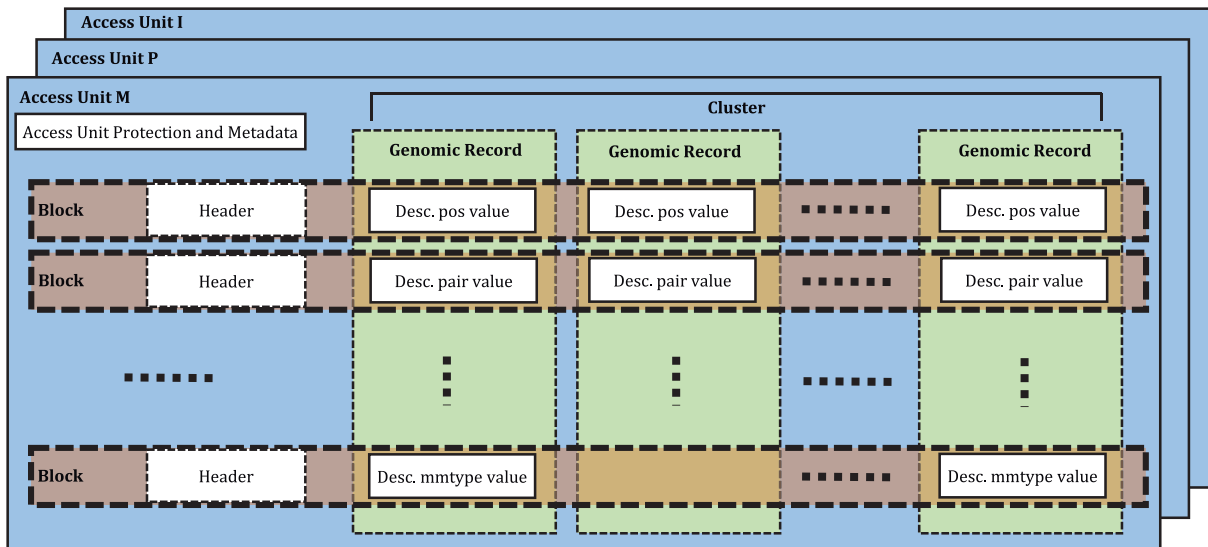 Access Unit I
Access Unit P
Access Unit M
Cluster
Access Unit Protection and Metadata
Genomic Record
Genomic Record
Genomic Record
Block
Header
Desc. pos value
Desc. pos value
Desc. pos value
Block
Header
Desc. pair value
Desc. pair value
Desc. pair value
Block
Header
Desc. mmtype value
Desc. mmtype value